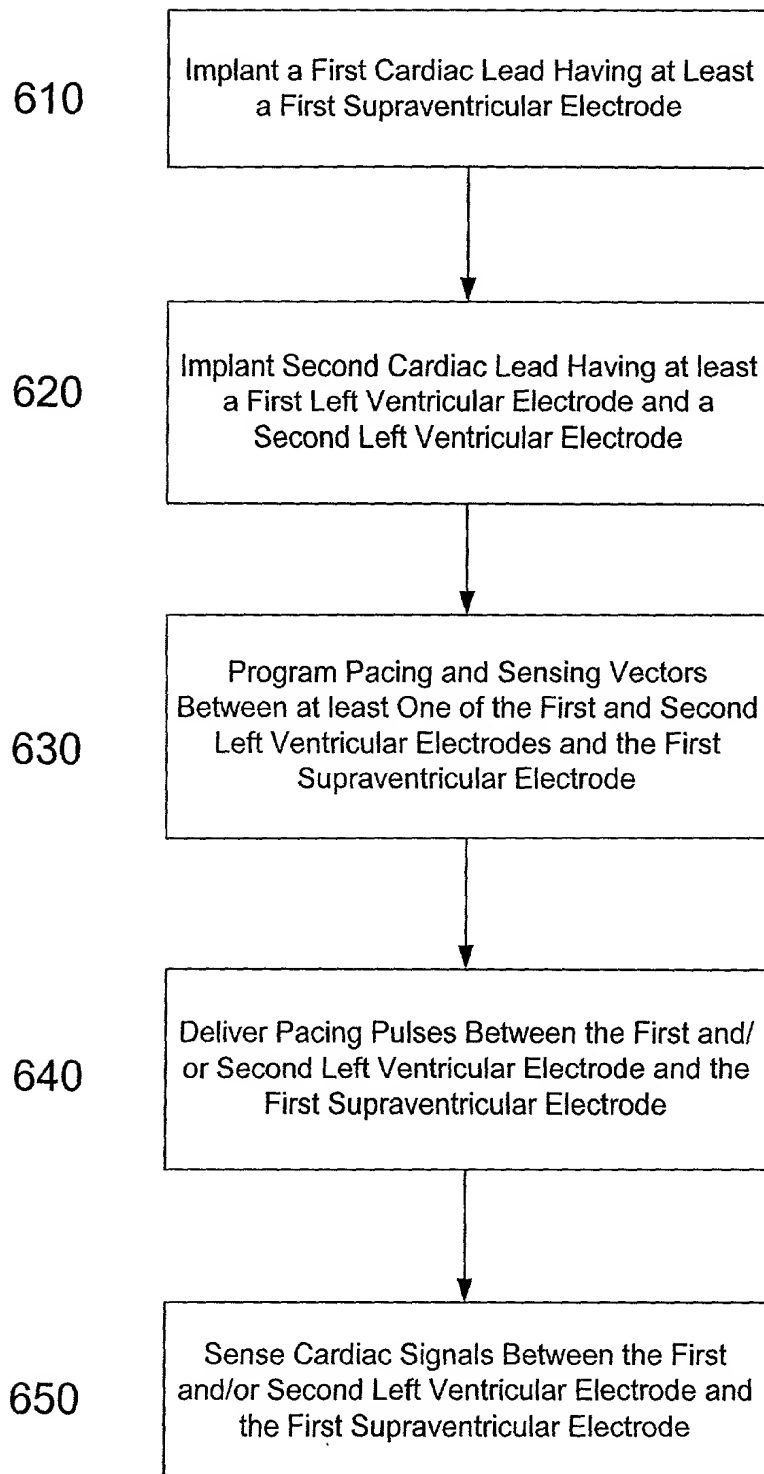 610
Implant a First Cardiac Lead Having at Least
a First Supraventricular Electrode
620
Implant Second Cardiac Lead Having at least
a First Left Ventricular Electrode and a
Second Left Ventricular Electrode
630
Program Pacing and Sensing Vectors
Between at least One of the First and Second
Left Ventricular Electrodes and the First
Supraventricular Electrode
640
Deliver Pacing Pulses Between the First and/
or Second Left Ventricular Electrode and the
First Supraventricular Electrode
650
Sense Cardiac Signals Between the First
and/or Second Left Ventricular Electrode and
the First Supraventricular Electrode